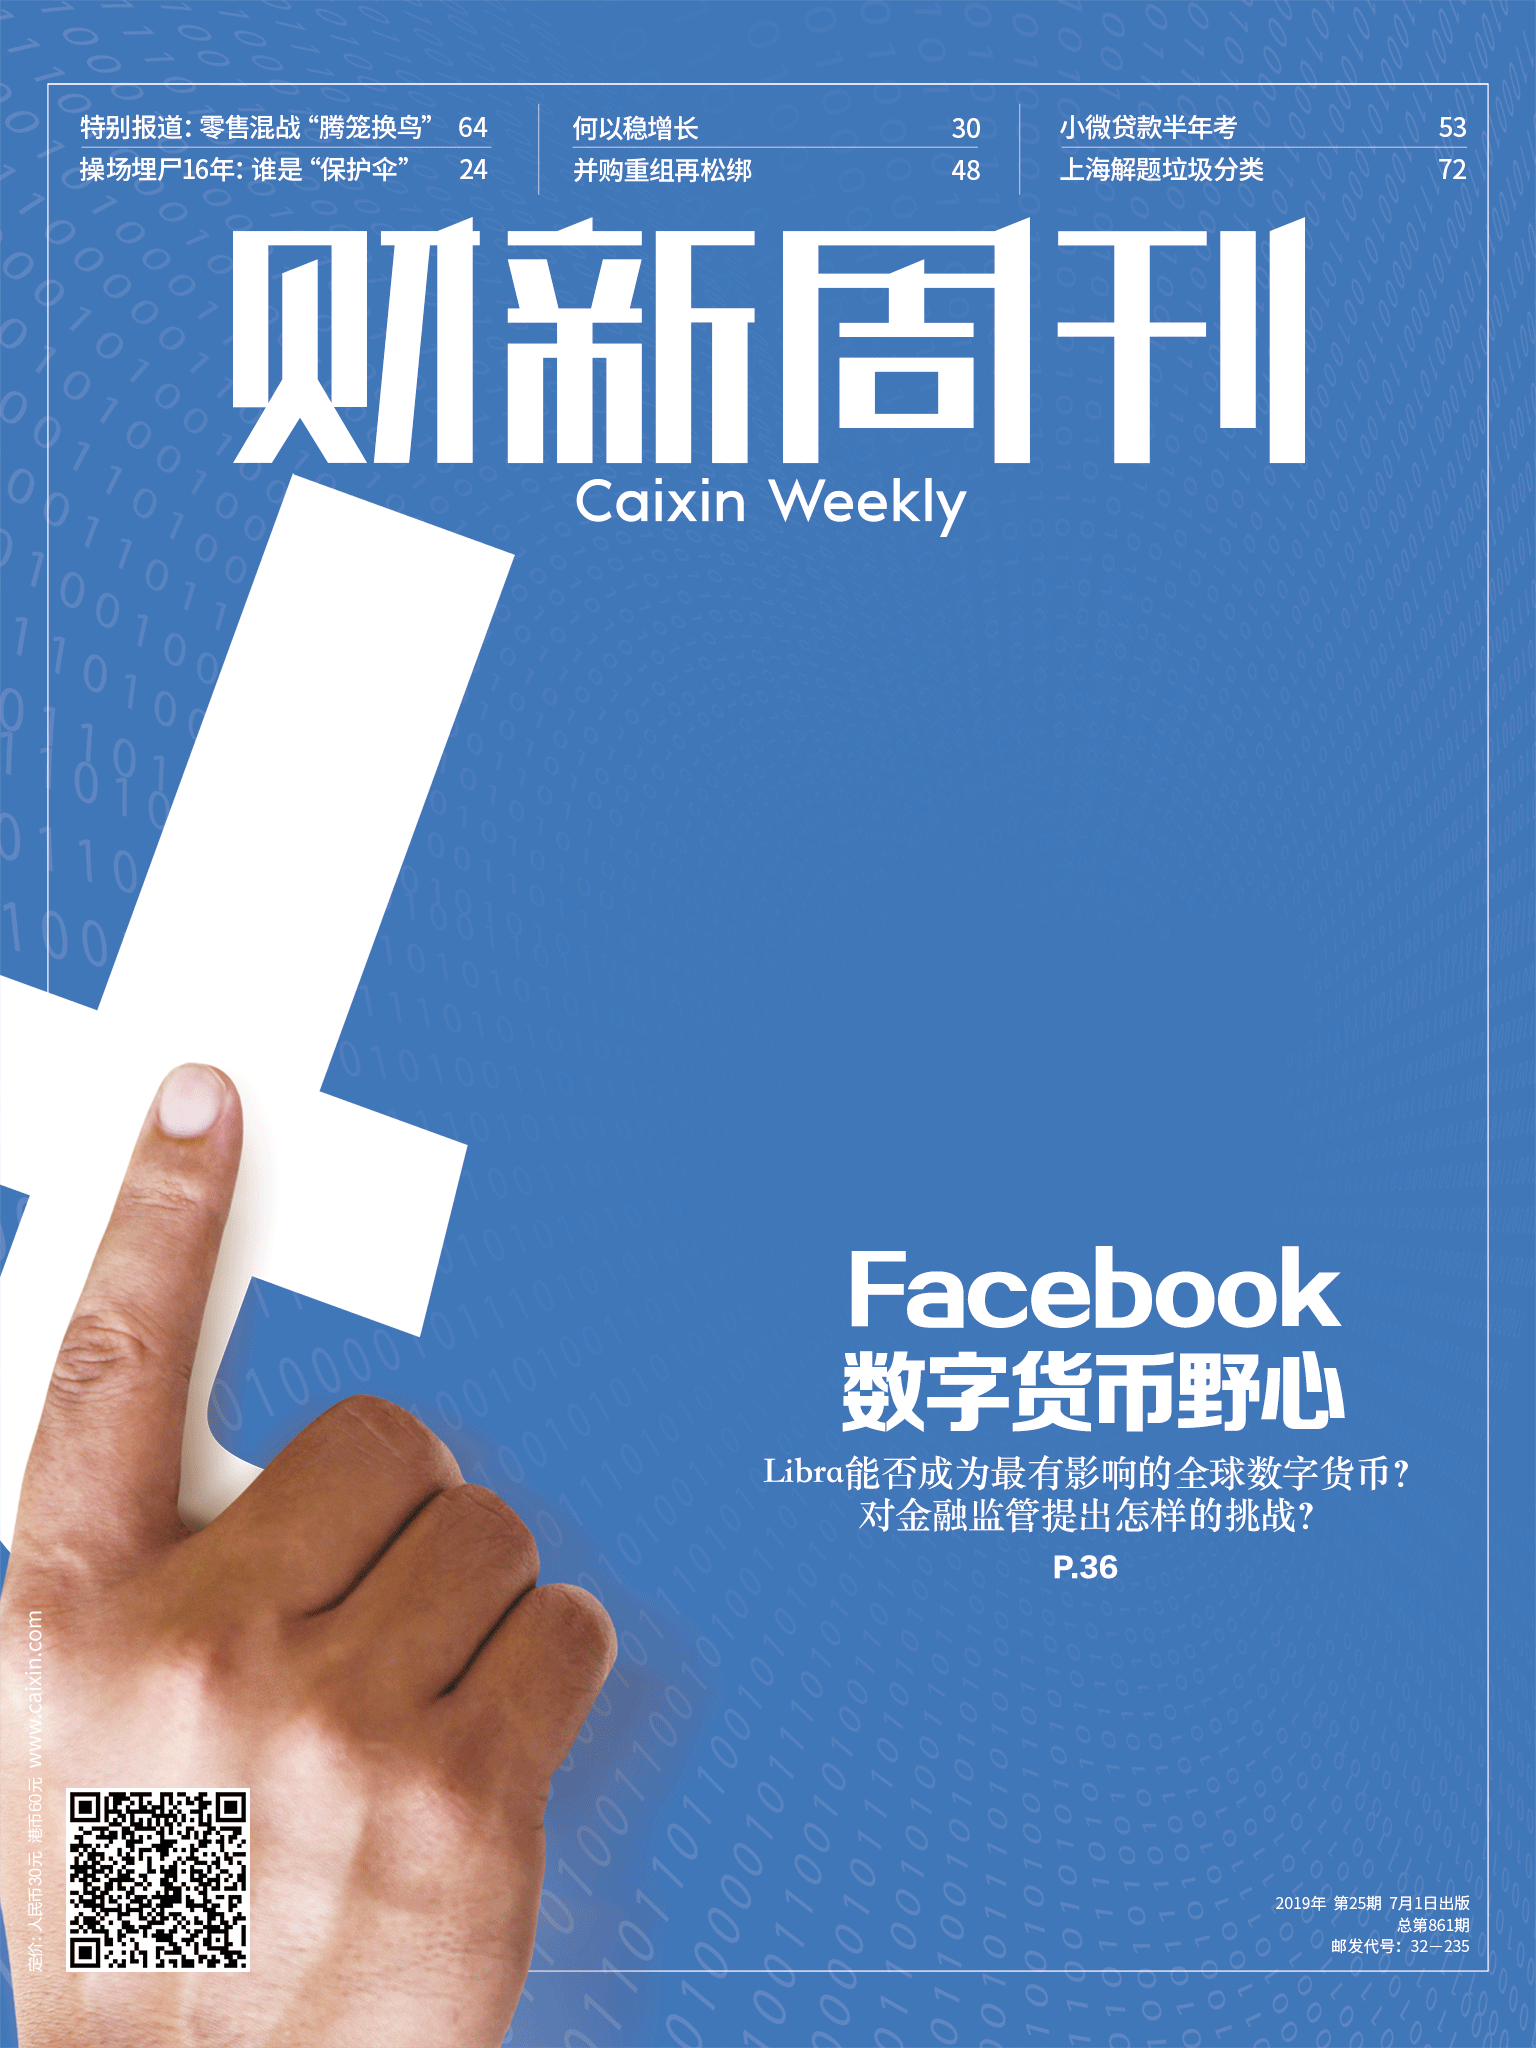 特别报道：零售混战“腾笼换鸟” 64
操场埋尸16年：谁是“保护伞” 24
何以稳增长 30
并购重组再松绑 48
小微贷款半年考 53
上海解题垃圾分类 72
财新周刊
Caixin Weekly
Facebook
数字货币野心
Libra能否成为最有影响的全球数字货币？
对金融监管提出怎样的挑战？
P.36
定价：人民币30元 港币60元 www.caixin.com
2019年 第25期 7月1日出版
总第861期
邮发代号：32—235